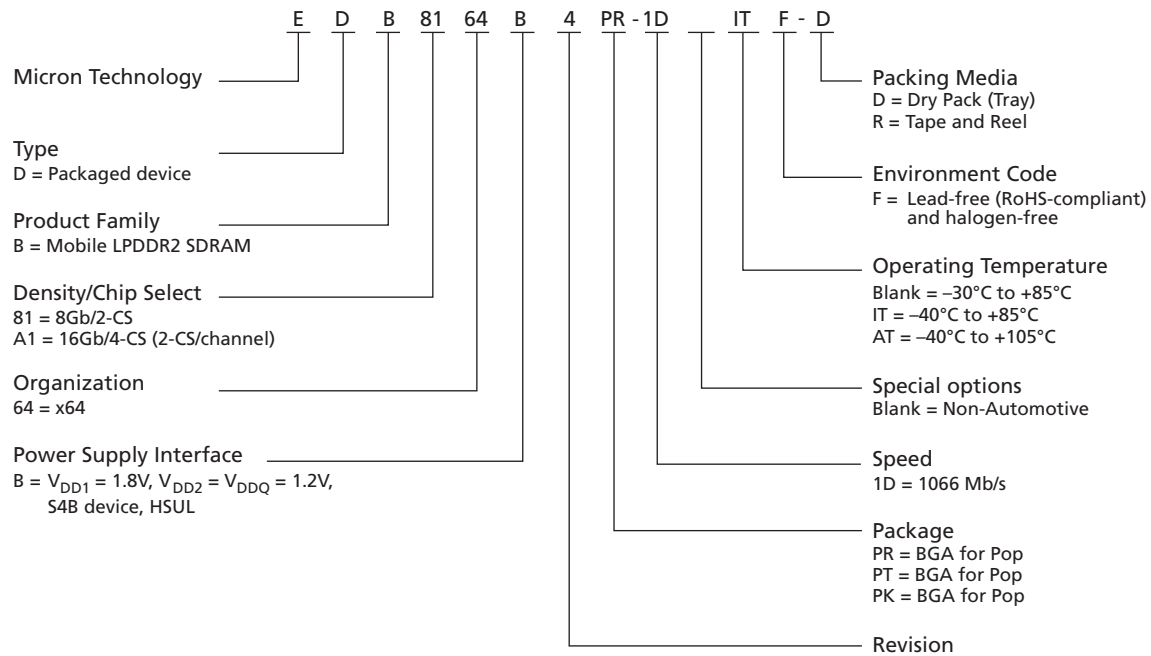 E D B 81 64 B 4 PR - 1D IT F - D
Micron Technology
Type
D = Packaged device
Product Family
B = Mobile LPDDR2 SDRAM
Density/Chip Select
81 = 8Gb/2-CS
A1 = 16Gb/4-CS (2-CS/channel)
Organization
64 = x64
Power Supply Interface
B = VDD1 = 1.8V, VDD2 = VDDQ = 1.2V,
S4B device, HSUL
Packing Media
D = Dry Pack (Tray)
R = Tape and Reel
Environment Code
F = Lead-free (RoHS-compliant)
and halogen-free
Operating Temperature
Blank = –30°C to +85°C
IT = –40°C to +85°C
AT = –40°C to +105°C
Special options
Blank = Non-Automotive
Speed
1D = 1066 Mb/s
Package
PR = BGA for Pop
PT = BGA for Pop
PK = BGA for Pop
Revision